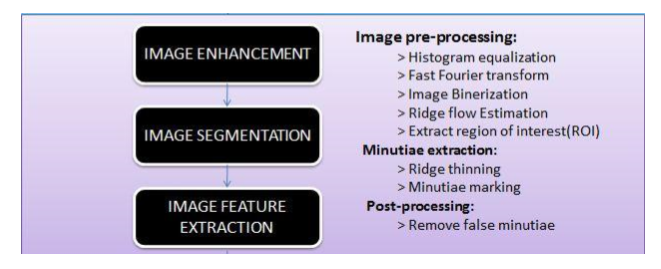 IMAGE ENHANCEMENT
IMAGE SEGMENTATION
IMAGE FEATURE
EXTRACTION
Image pre-processing:
> Histogram equalization
> Fast Fourier transform
> Image Binerization
> Ridge flow Estimation
> Extract region of interest(ROI)
Minutiae extraction:
> Ridge thinning
> Minutiae marking
Post-processing:
> Remove false minutiae